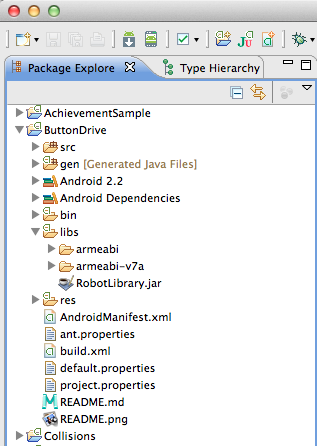 Package Explore
Type Hierarchy
AchievementSample
ButtonDrive
src
gen [Generated Java Files]
Android 2.2
Android Dependencies
bin
libs
armeabi
armeabi-v7a
RobotLibrary.jar
res
AndroidManifest.xml
ant.properties
build.xml
default.properties
project.properties
README.md
README.png
Collisions